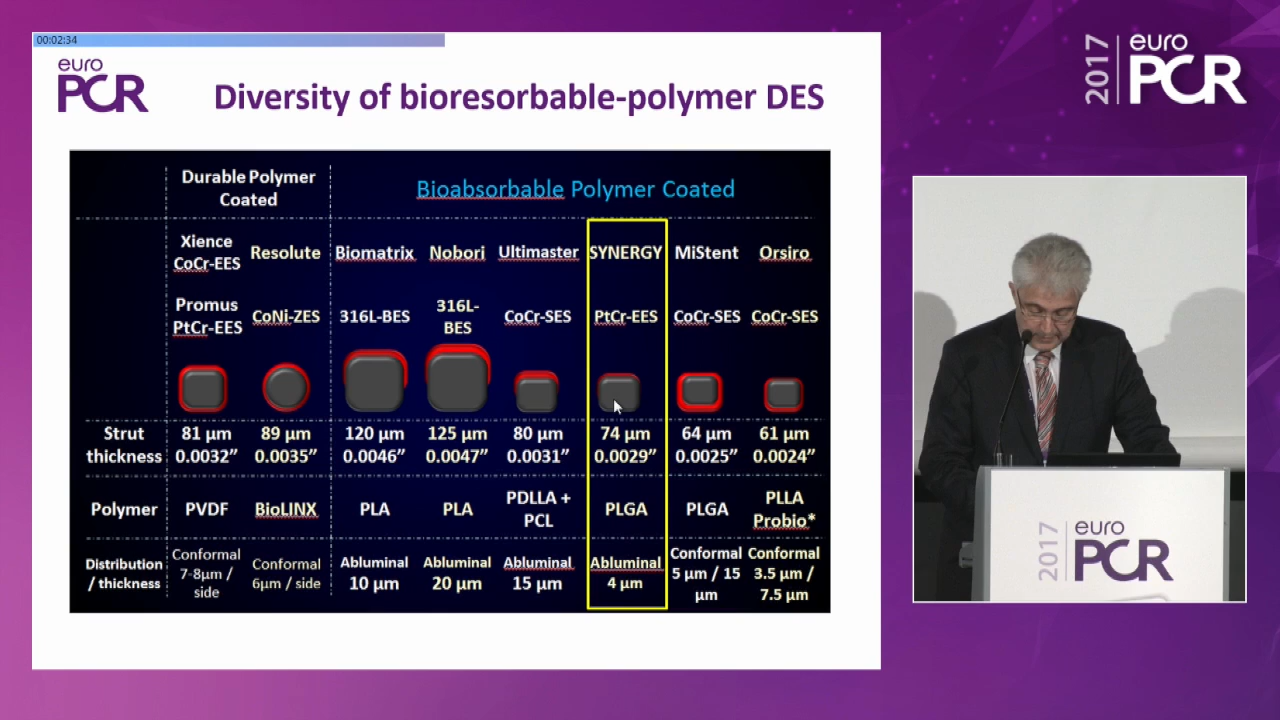 00:02:34
euro
PCR
Diversity of bioresorbable-polymer DES
Durable Polymer
Coated
Bioabsorbable Polymer Coated
Xience
CoCr-EES
Resolute
Biomatrix
Nobori
Ultimaster
SYNERGY
MiStent
Orsiro
Promus
PtCr-EES
CoNi-ZES
316L-BES
316L-
BES
CoCr-SES
PtCr-EES
CoCr-SES
CoCr-SES
Strut
thickness
81 µm
0.0032”
89 µm
0.0035”
120 µm
0.0046”
125 µm
0.0047”
80 µm
0.0031”
74 µm
0.0029”
64 µm
0.0025”
61 µm
0.0024”
Polymer
PVDF
BioLINX
PLA
PLA
PDLLA +
PCL
PLGA
PLGA
PLLA
Probio*
Distribution
/ thickness
Conformal
7-8µm /
side
Conformal
6µm / side
Abluminal
10 µm
Abluminal
20 µm
Abluminal
15 µm
Abluminal
4 µm
Conformal
5 µm / 15
µm
Conformal
3.5 µm /
7.5 µm
2017
euro
PCR
2017
euro
PCR